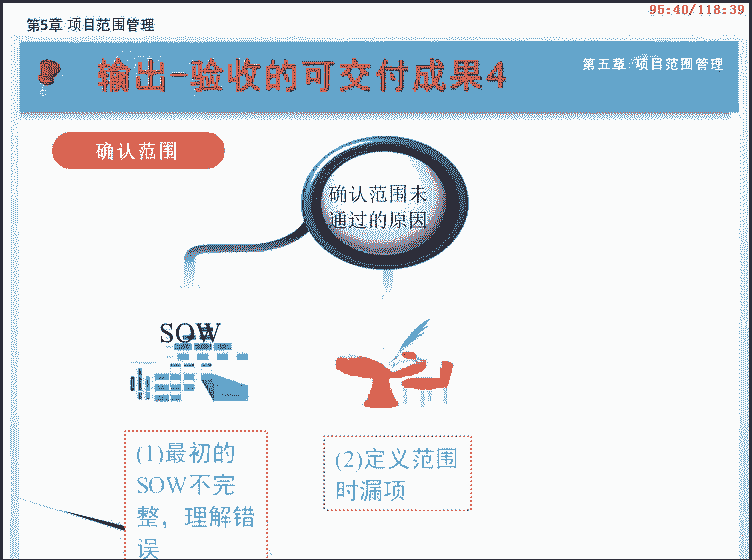 95:40/118:39
第5章 项目范围管理
输出-验收的可交付成果4
第五章 项目范围管理
确认范围
确认范围未
通过的原因
SOW
(1)最初的
SOW不完
整，理解错
误
(2)定义范围
时漏项